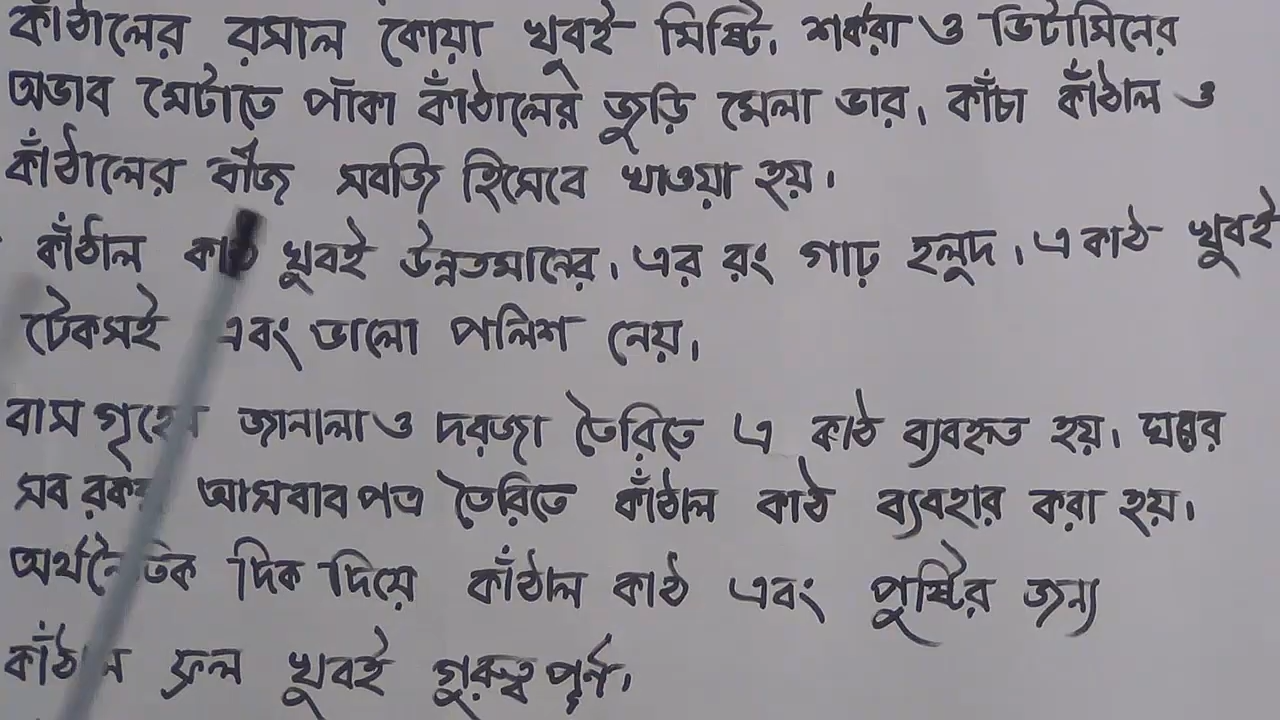 কাঁঠালের রসাল কোয়া খুবই মিষ্টি। শর্করা ও ভিটামিনের
অভাব মেটাতে পাঁকা কাঁঠালের জুড়ি মেলা ভার। কাঁচা কাঁঠাল ও
কাঁঠালের বীজ সবজি হিসেবে খাওয়া হয়।
কাঁঠাল কাঠ খুবই উন্নতমানের। এর রং গাঢ় হলুদ। এ কাঠ খুবই
টেকসই এবং ভালো পলিশ নেয়।
বাস গৃহের জানালা ও দরজা তৈরিতে এ কাঠ ব্যবহৃত হয়। ঘরের
সব রকম আসবাবপত্র তৈরিতে কাঁঠাল কাঠ ব্যবহার করা হয়।
অর্থনৈতিক দিক দিয়ে কাঁঠাল কাঠ এবং পুষ্টির জন্য
কাঁঠাল ফল খুবই গুরুত্বপূর্ন।